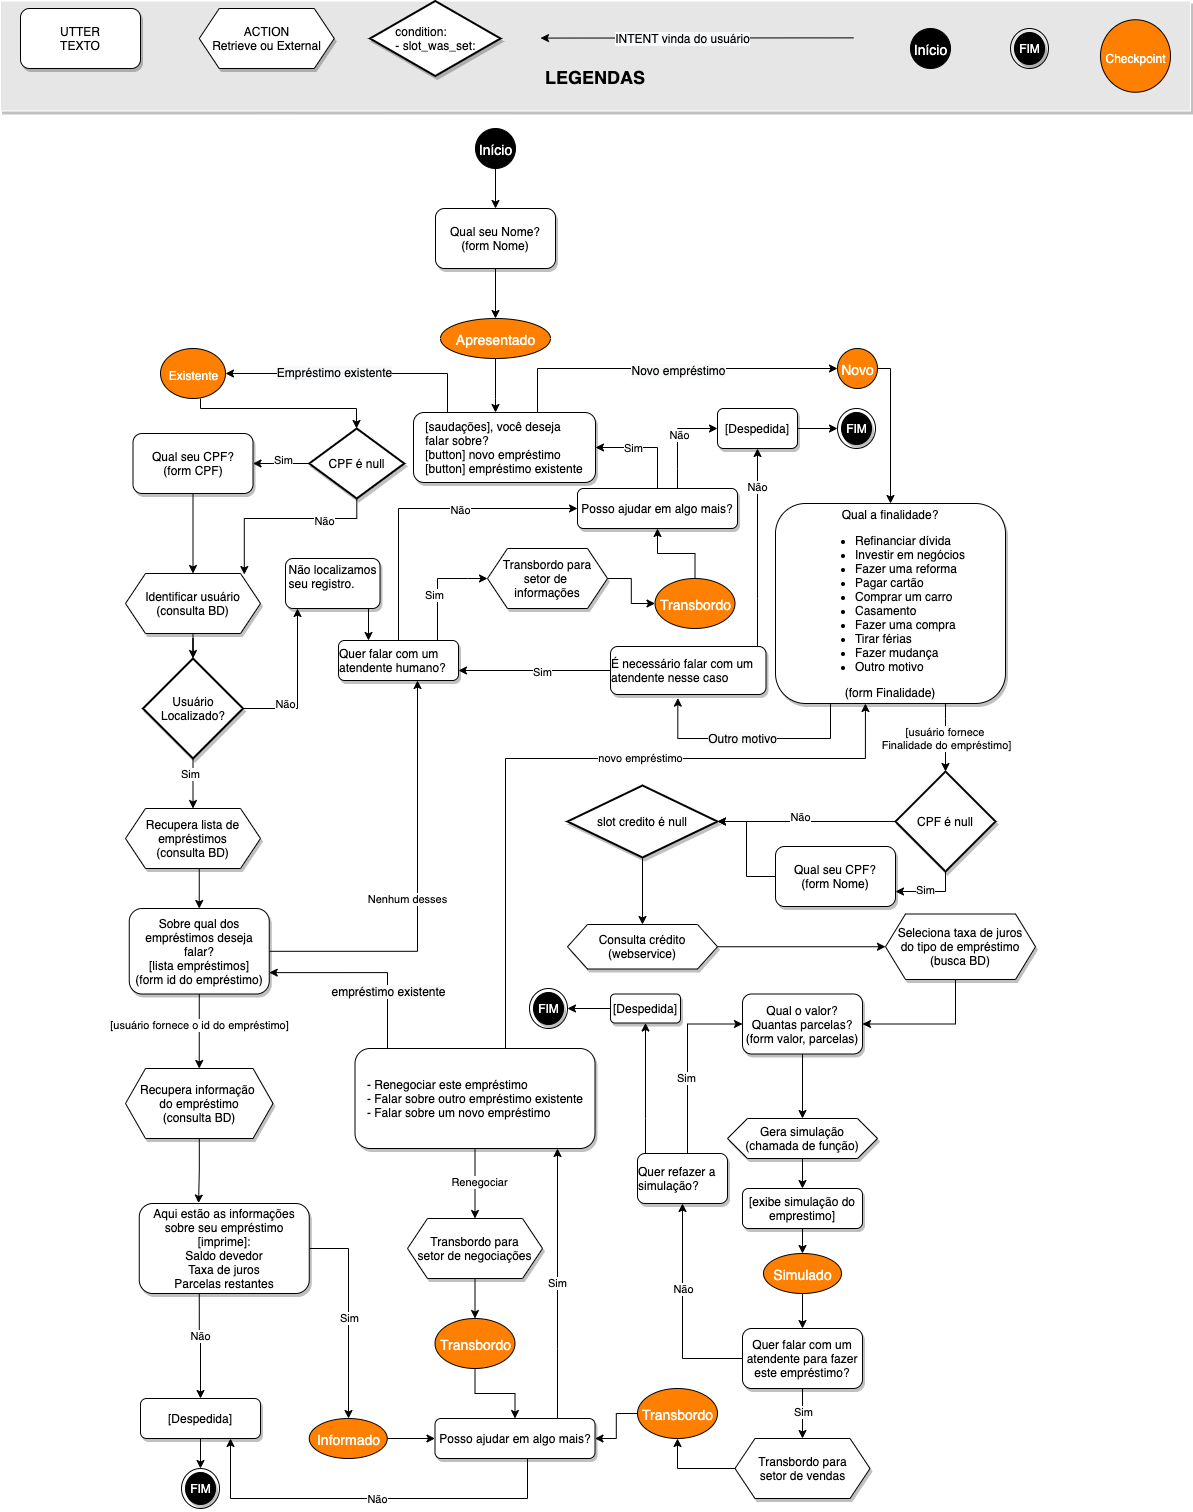 UTTER
TEXTO
ACTION
Retrieve ou External
condition:
- slot_was_set:
INTENT vinda do usuário
Início
FIM
Checkpoint
LEGENDAS
Início
Qual seu Nome?
(form Nome)
Apresentado
Existente
Empréstimo existente
Novo empréstimo
Novo
[saudações], você deseja
falar sobre?
[button] novo empréstimo
[button] empréstimo existente
Sim
Não
[Despedida]
FIM
Qual seu CPF?
(form CPF)
Sim
CPF é null
Não
Não
Posso ajudar em algo mais?
Não
Qual a finalidade?
• Refinanciar dívida
• Investir em negócios
• Fazer uma reforma
• Pagar cartão
• Comprar um carro
• Casamento
• Fazer uma compra
• Tirar férias
• Fazer mudança
• Outro motivo
(form Finalidade)
Identificar usuário
(consulta BD)
Não localizamos
seu registro.
Sim
Transbordo para
setor de
informações
Transbordo
Quer falar com um
atendente humano?
Sim
É necessário falar com um
atendente nesse caso
Usuário
Localizado?
Não
Outro motivo
[usuário fornece
Finalidade do empréstimo]
novo empréstimo
Sim
Recupera lista de
empréstimos
(consulta BD)
slot credito é null
Não
CPF é null
Qual seu CPF?
(form Nome)
Sim
Nenhum desses
Sobre qual dos
empréstimos deseja
falar?
[lista empréstimos]
(form id do empréstimo)
Consulta crédito
(webservice)
Seleciona taxa de juros
do tipo de empréstimo
(busca BD)
empréstimo existente
FIM
[Despedida]
Qual o valor?
Quantas parcelas?
(form valor, parcelas)
[usuário fornece o id do empréstimo]
Sim
Recupera informação
do empréstimo
(consulta BD)
- Renegociar este empréstimo
- Falar sobre outro empréstimo existente
- Falar sobre um novo empréstimo
Gera simulação
(chamada de função)
Renegociar
Quer refazer a
simulação?
[exibe simulação do
emprestimo]
Aqui estão as informações
sobre seu empréstimo
[imprime]:
Saldo devedor
Taxa de juros
Parcelas restantes
Transbordo para
setor de negociações
Sim
Não
Simulado
Sim
Não
Transbordo
Quer falar com um
atendente para fazer
este empréstimo?
[Despedida]
Informado
Posso ajudar em algo mais?
Transbordo
Sim
Transbordo para
setor de vendas
FIM
Não